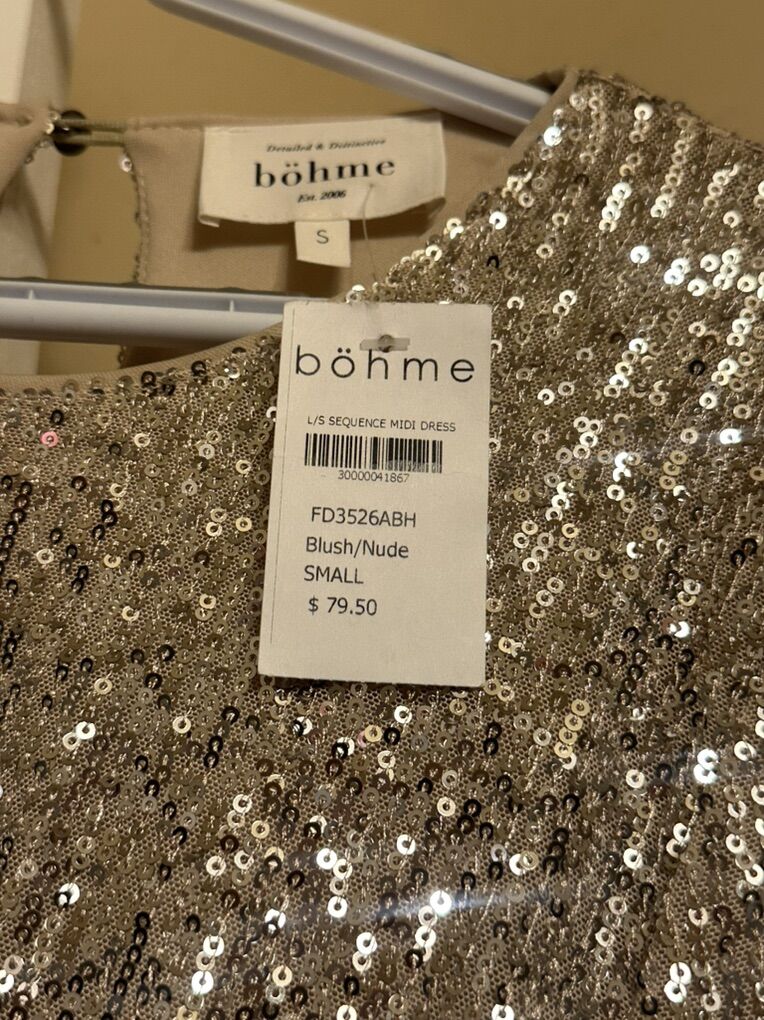 Detailed & Distinctive
böhme
Est. 2006
S
böhme
L/S SEQUENCE MIDI DRESS
30000041867
FD3526ABH
Blush/Nude
SMALL
$ 79.50